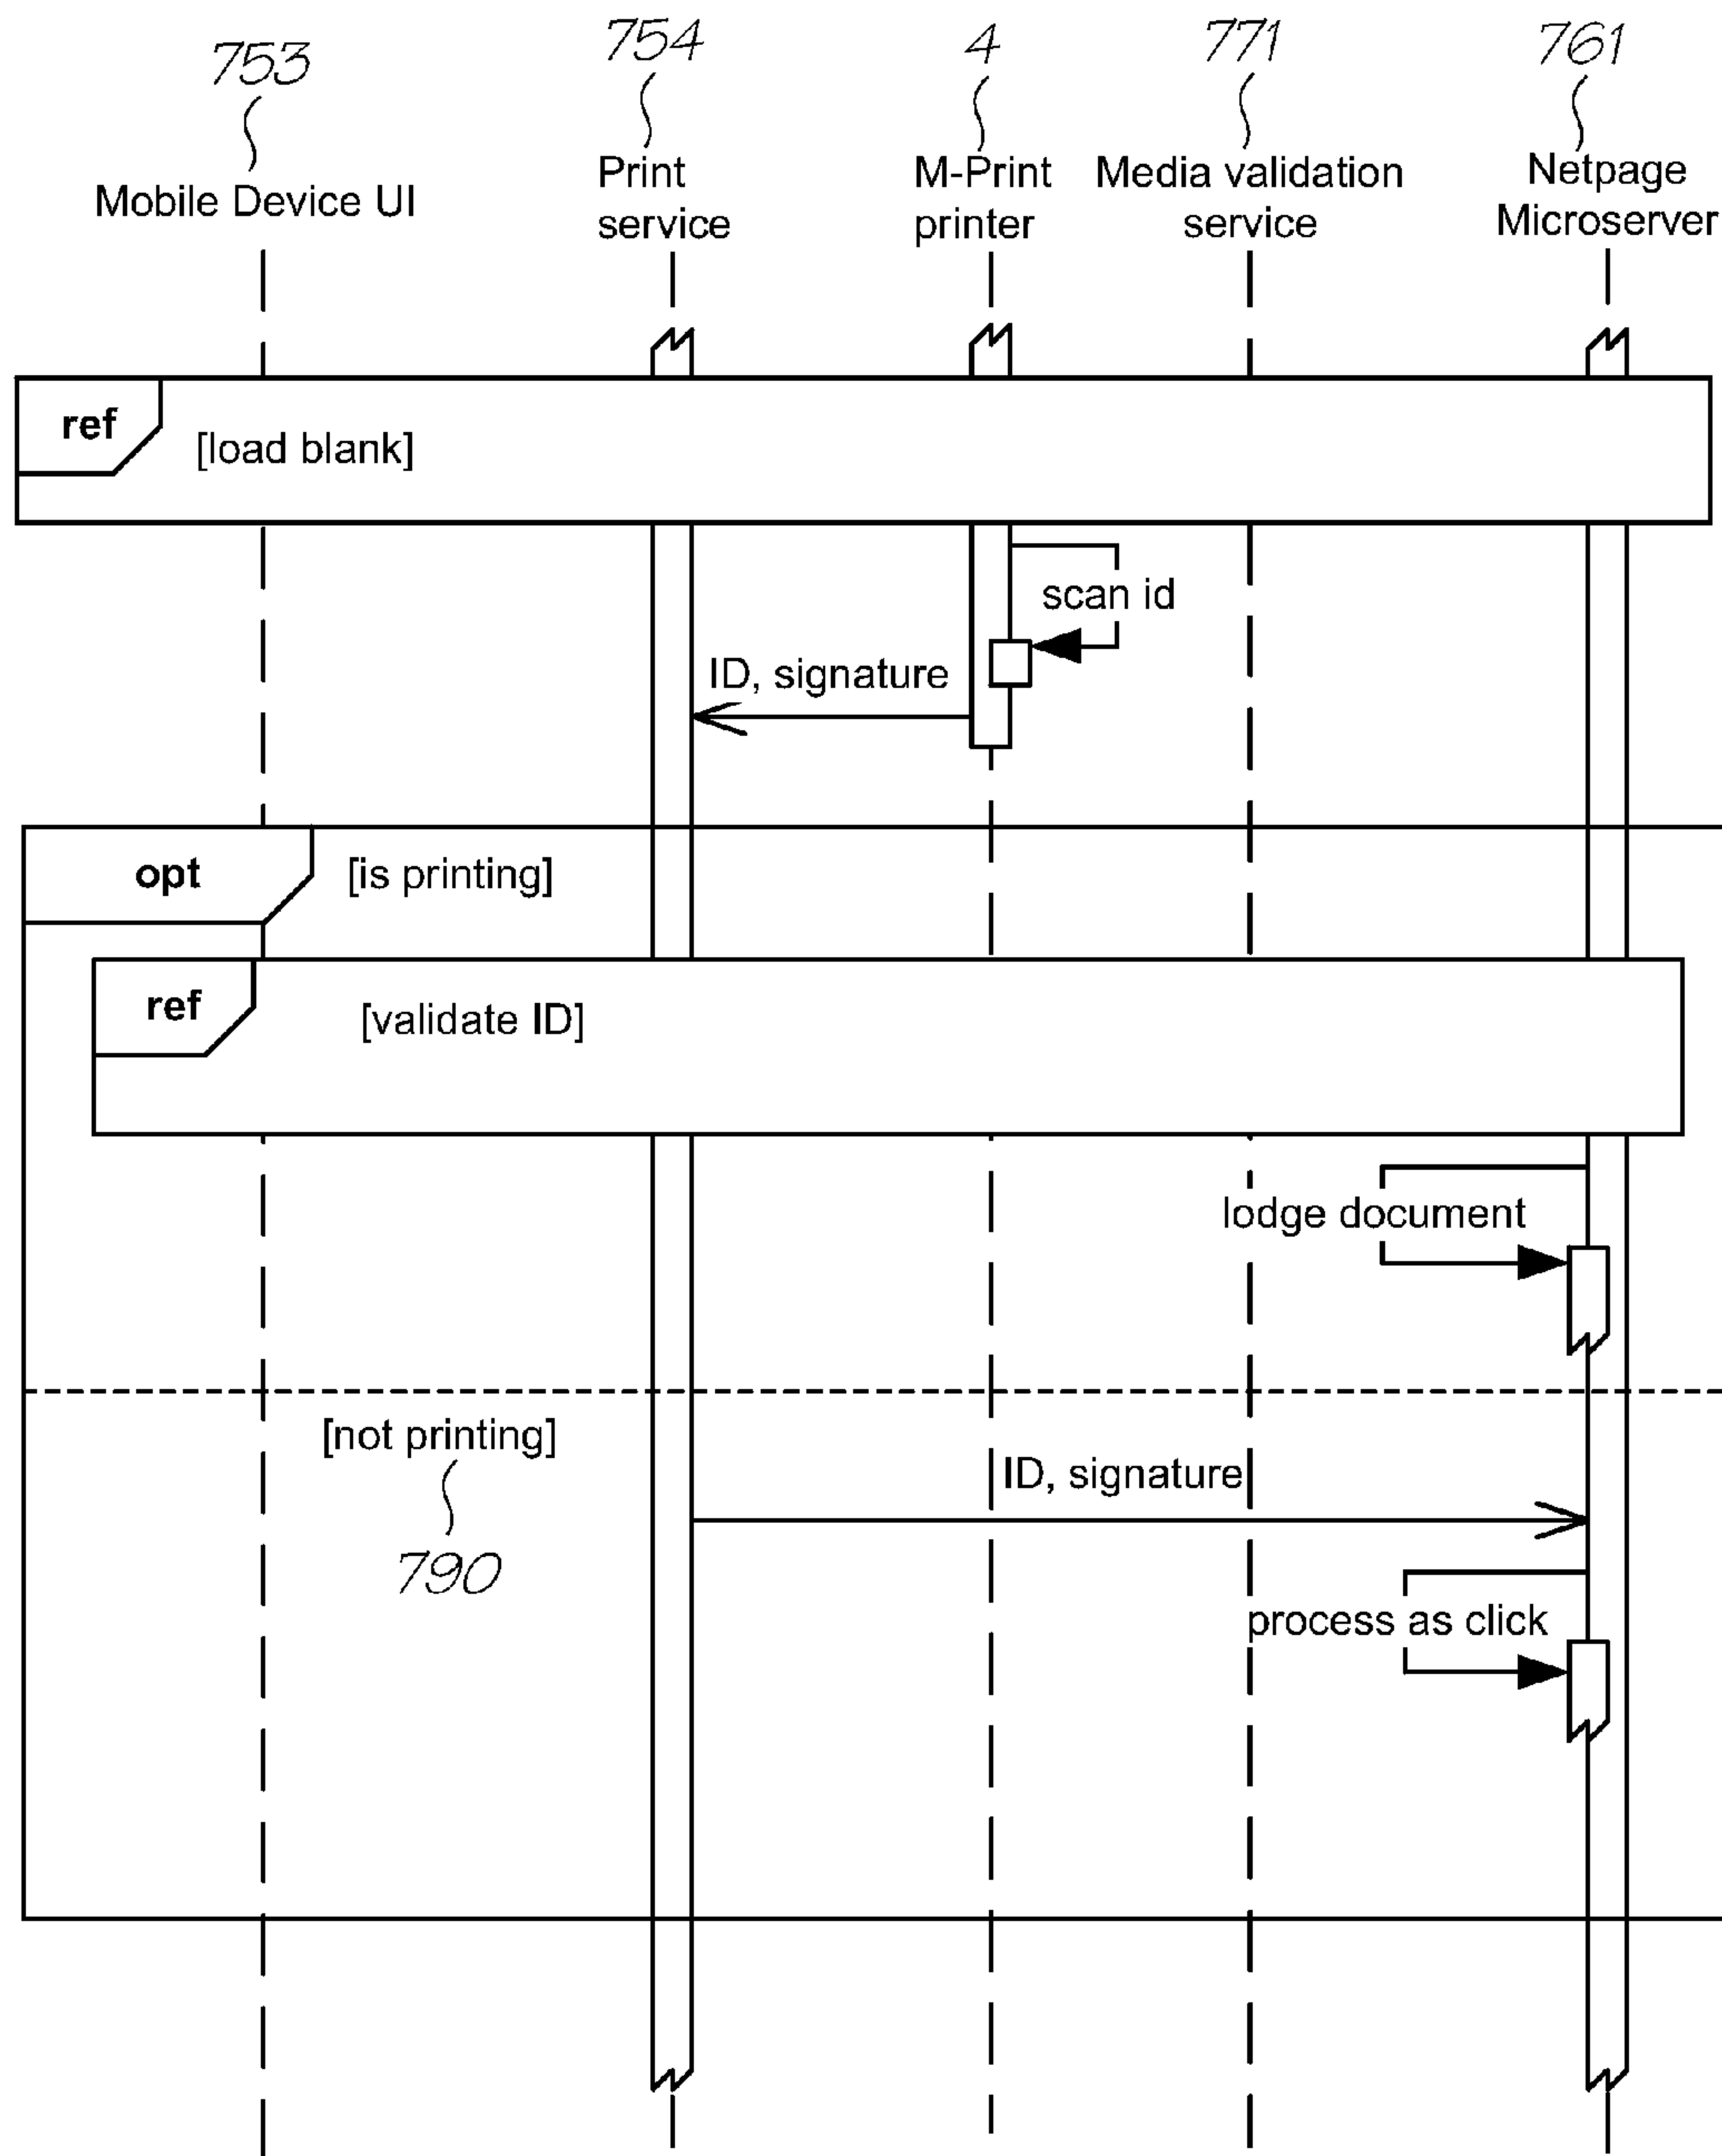 753
754
4
771
761
Mobile Device UI
Print
service
M-Print
printer
Media validation
service
Netpage
Microserver
ref
[load blank]
scan id
ID, signature
opt
[is printing]
ref
[validate ID]
lodge document
[not printing]
ID, signature
790
process as click